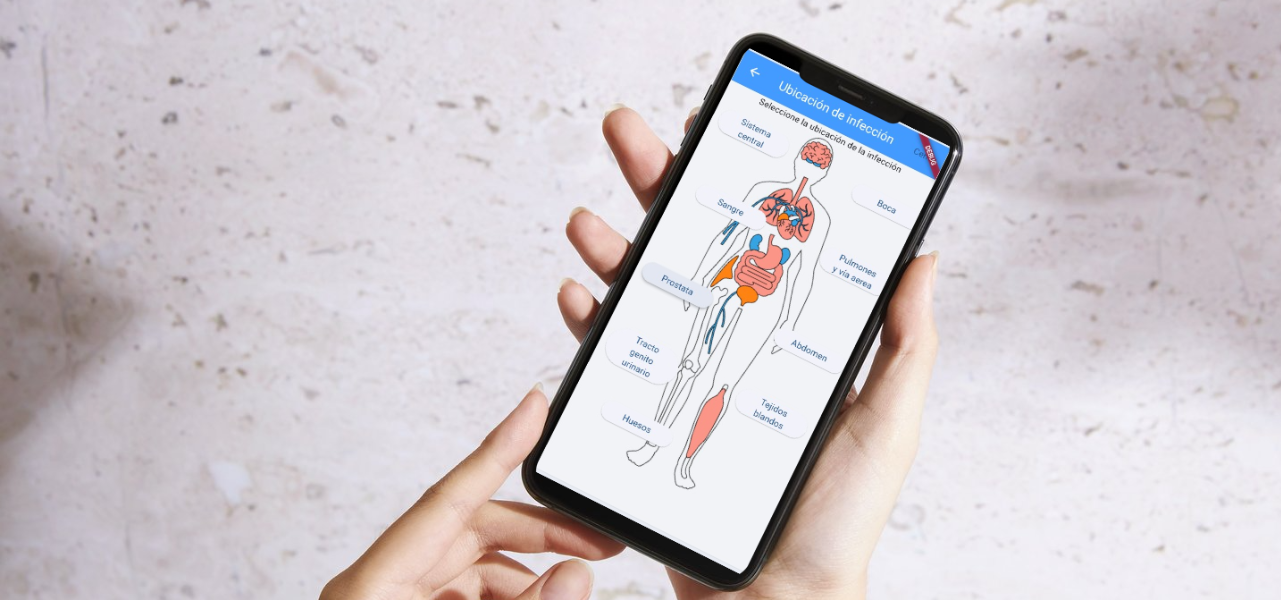 Ubicación de infección
DEBUG
Seleccione la ubicación de la infección
Sistema
central
Boca
Sangre
Pulmones
y vía aerea
Prostata
Abdomen
Tracto
genito
urinario
Tejidos
blandos
Huesos